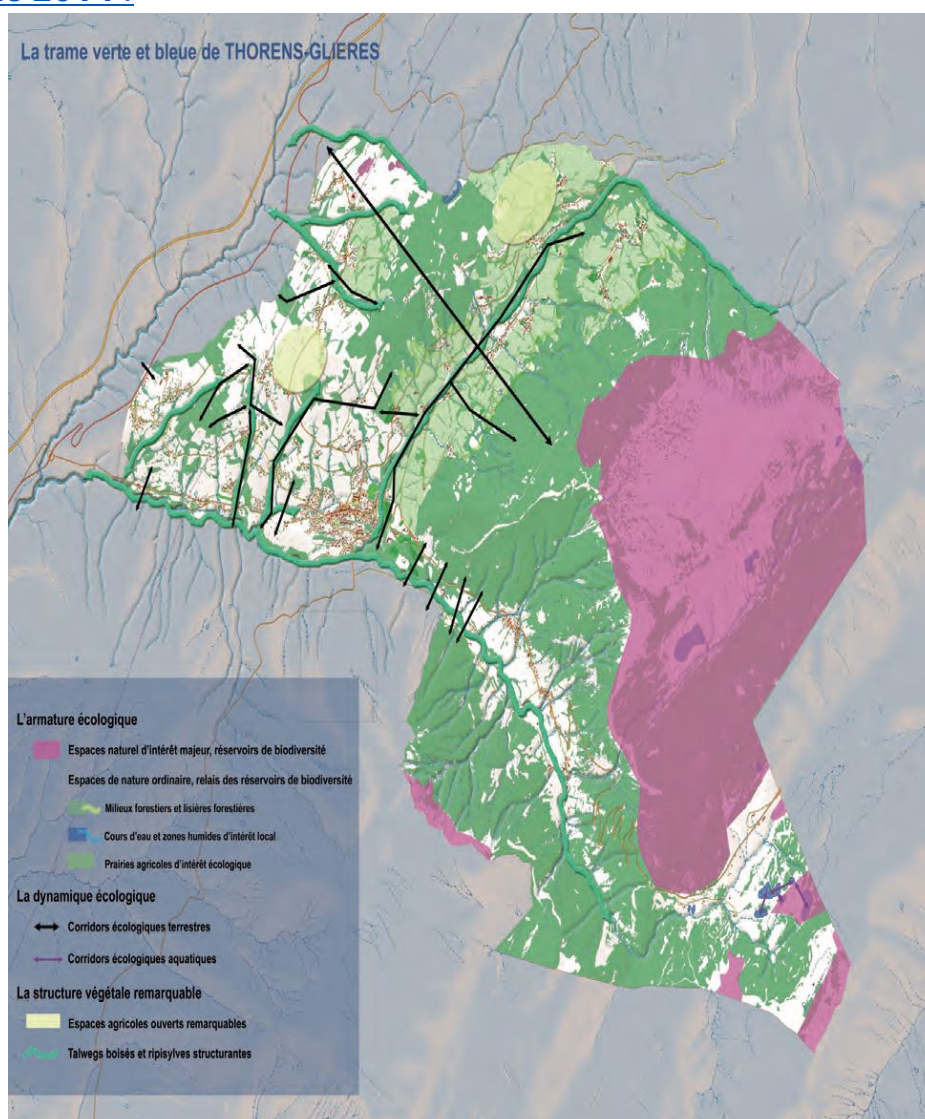 La trame verte et bleue de THORENS-GLIERES
L'armature écologique
Espaces naturel d'intérêt majeur, réservoirs de biodiversité
Espaces de nature ordinaire, relais des réservoirs de biodiversité
Milieux forestiers et lisières forestières
Cours d'eau et zones humides d'intérêt local
Prairies agricoles d'intérêt écologique
La dynamique écologique
Corridors écologiques terrestres
Corridors écologiques aquatiques
La structure végétale remarquable
Espaces agricoles ouverts remarquables
Talwegs boisés et ripisylves structurantes